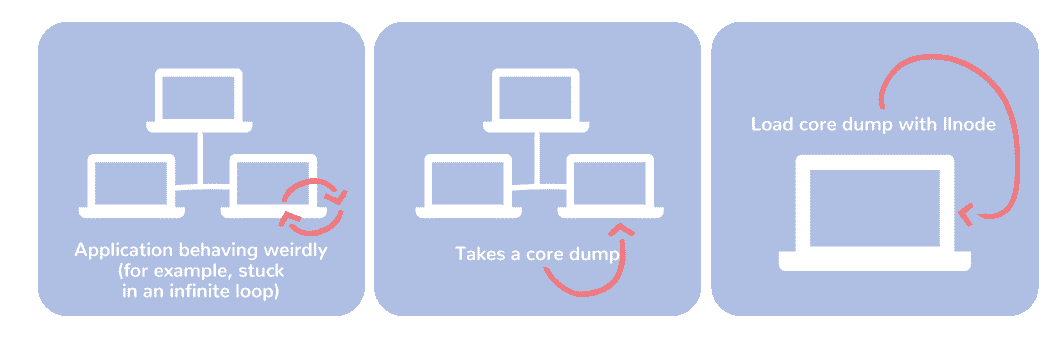 Application behaving weirdly
(for example, stuck
in an infinite loop)
Takes a core dump
Load core dump with llnode